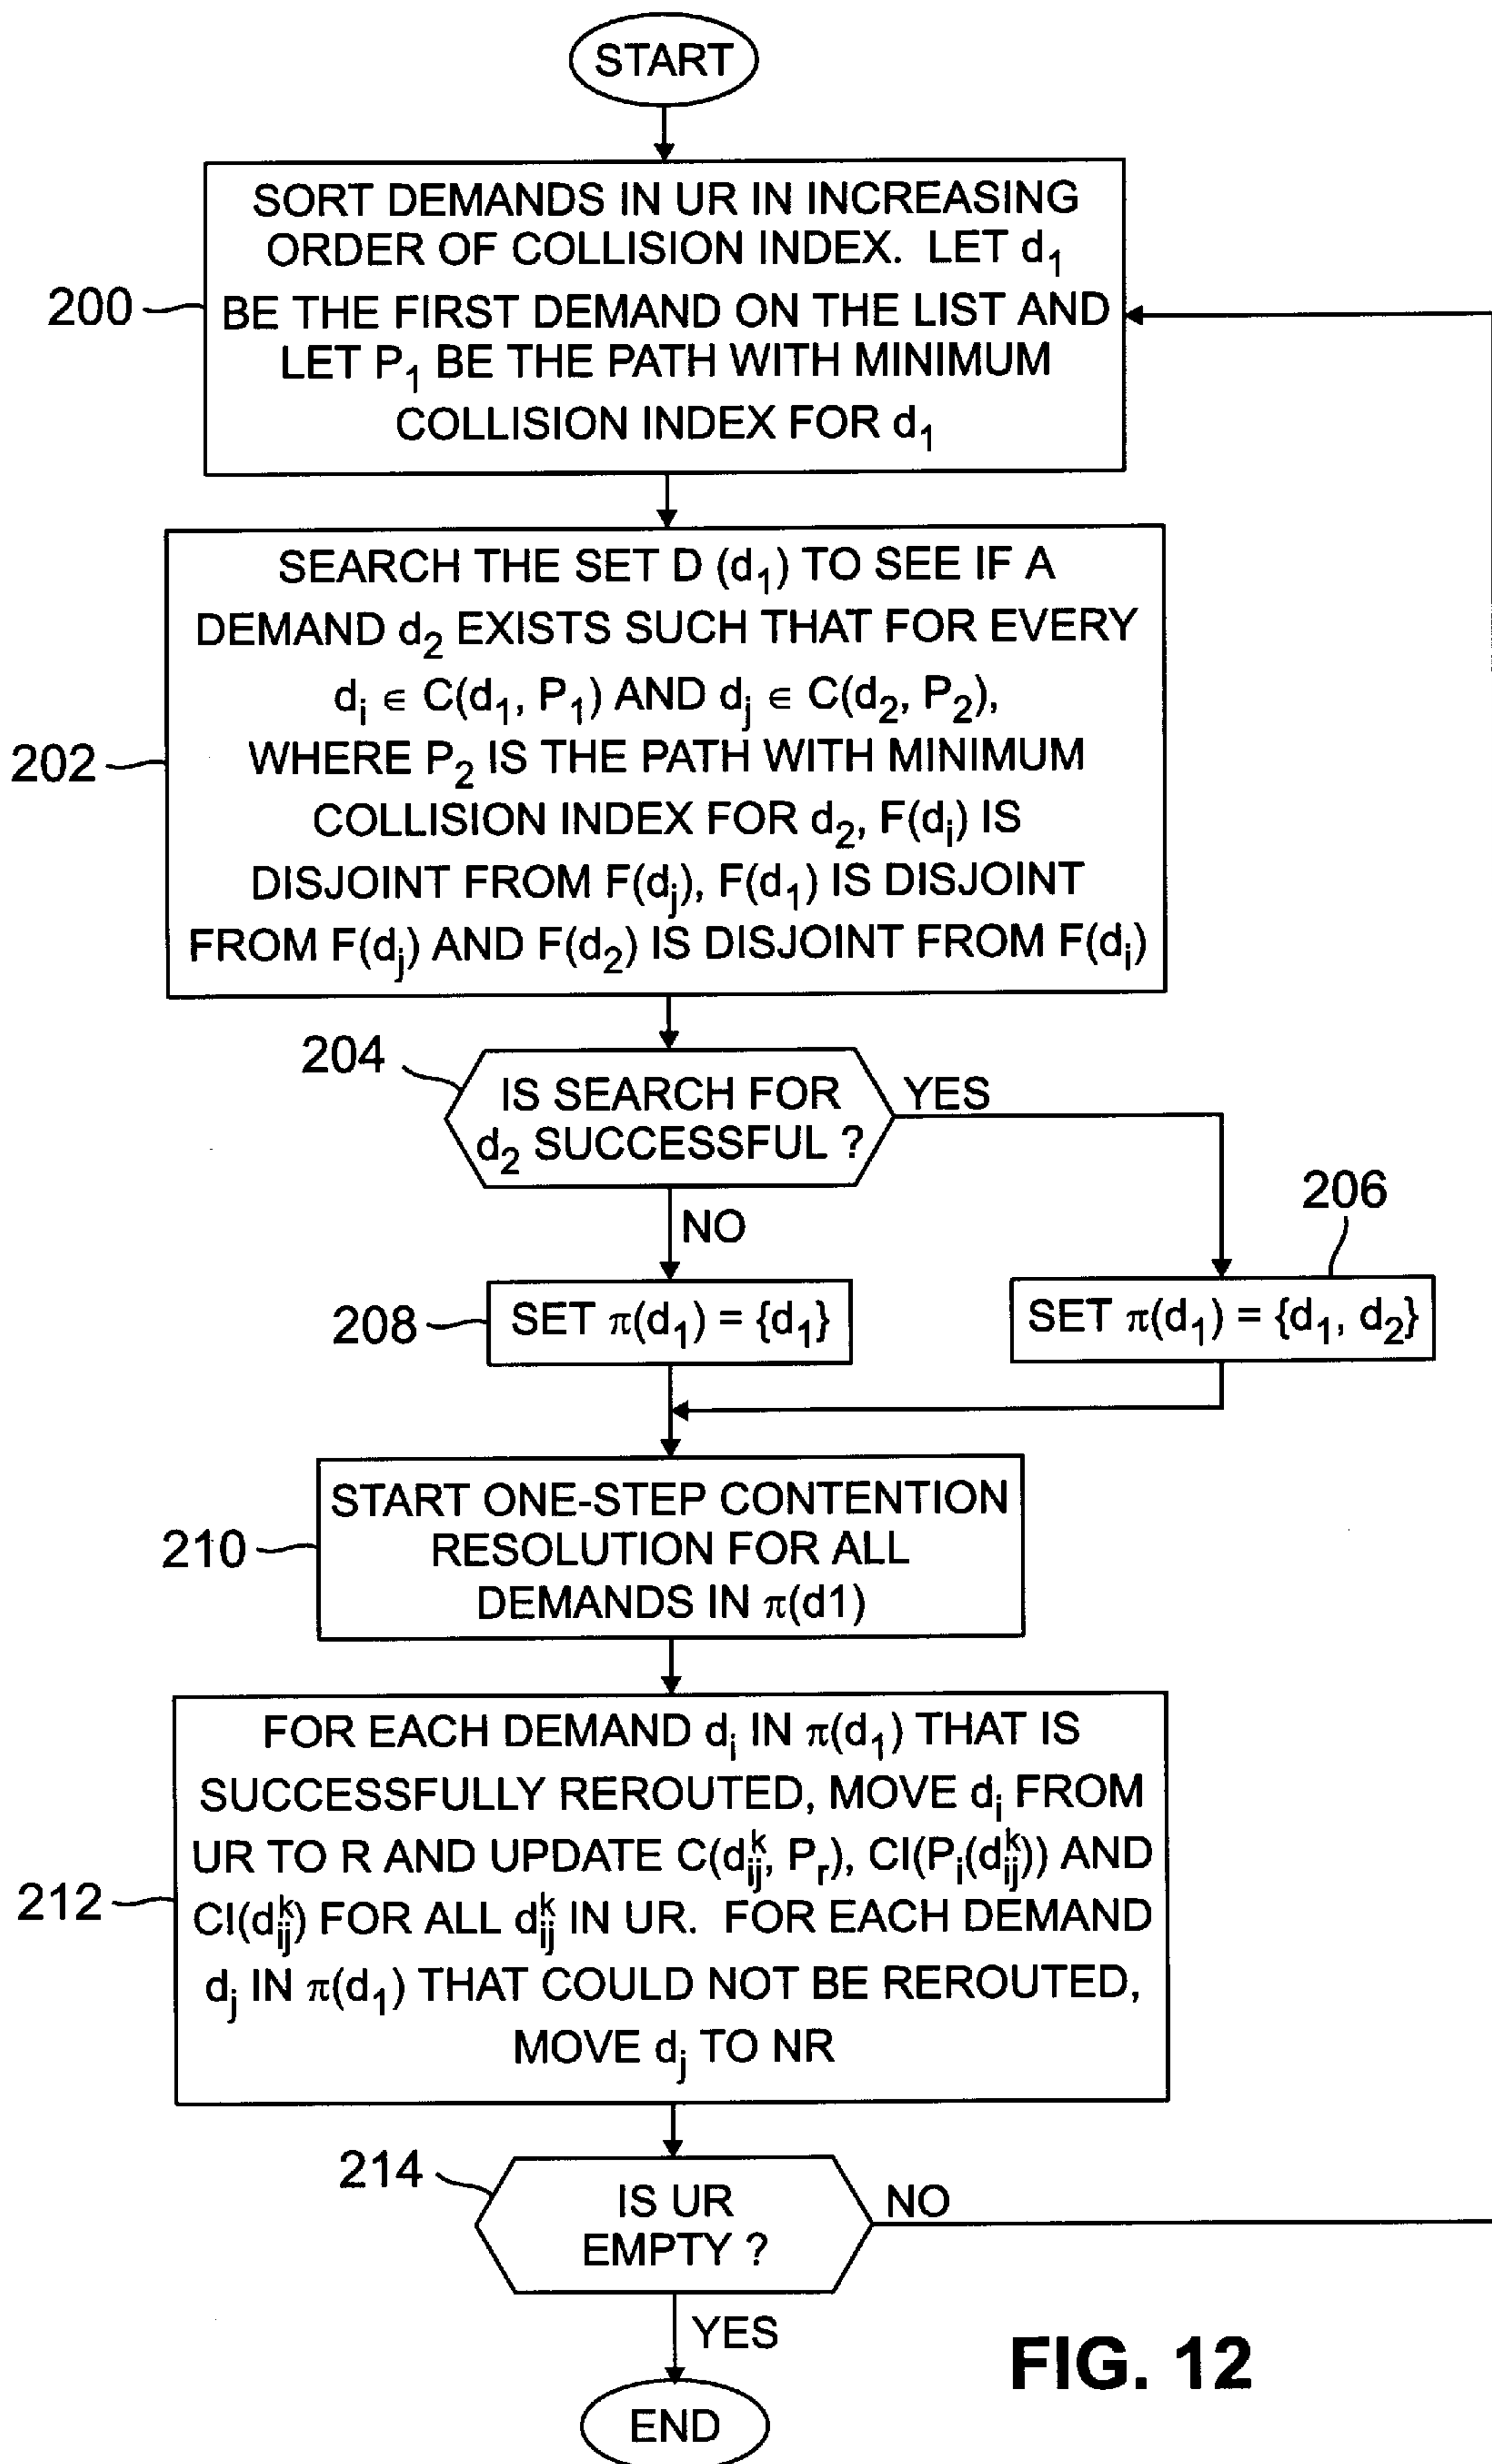 START
SORT DEMANDS IN UR IN INCREASING
ORDER OF COLLISION INDEX. LET d₁
BE THE FIRST DEMAND ON THE LIST AND
LET P₁ BE THE PATH WITH MINIMUM
COLLISION INDEX FOR d₁
200
SEARCH THE SET D (d₁) TO SEE IF A
DEMAND d₂ EXISTS SUCH THAT FOR EVERY
dᵢ ∈ C(d₁, P₁) AND dⱼ ∈ C(d₂, P₂),
WHERE P₂ IS THE PATH WITH MINIMUM
COLLISION INDEX FOR d₂, F(dᵢ) IS
DISJOINT FROM F(dⱼ), F(d₁) IS DISJOINT
FROM F(dⱼ) AND F(d₂) IS DISJOINT FROM F(dᵢ)
202
204
IS SEARCH FOR
d₂ SUCCESSFUL ?
YES
NO
206
208
SET π(d₁) = {d₁}
SET π(d₁) = {d₁, d₂}
START ONE-STEP CONTENTION
RESOLUTION FOR ALL
DEMANDS IN π(d1)
210
FOR EACH DEMAND dᵢ IN π(d₁) THAT IS
SUCCESSFULLY REROUTED, MOVE dᵢ FROM
UR TO R AND UPDATE C(dᵢⱼᵏ, Pᵣ), CI(Pᵢ(dᵢⱼᵏ)) AND
CI(dᵢⱼᵏ) FOR ALL dᵢⱼᵏ IN UR. FOR EACH DEMAND
dⱼ IN π(d₁) THAT COULD NOT BE REROUTED,
MOVE dⱼ TO NR
212
214
IS UR
EMPTY ?
NO
YES
END
FIG. 12